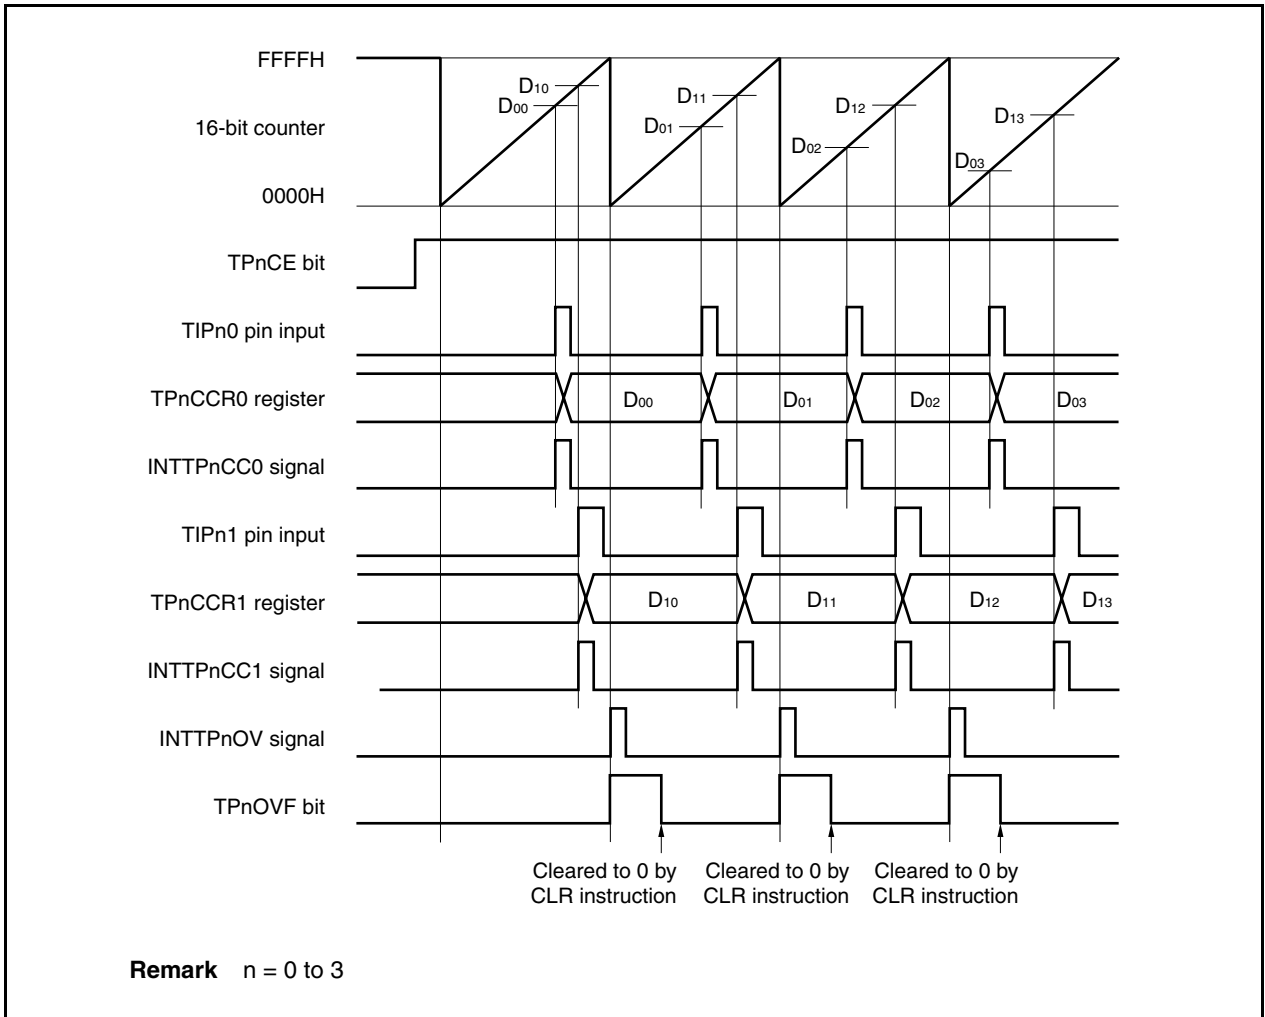 FFFFH
16-bit counter
0000H
D10
D00
D11
D01
D12
D02
D13
D03
TPnCE bit
TIPn0 pin input
TPnCCR0 register
D00
D01
D02
D03
INTTPnCC0 signal
TIPn1 pin input
TPnCCR1 register
D10
D11
D12
D13
INTTPnCC1 signal
INTTPnOV signal
TPnOVF bit
Cleared to 0 by
CLR instruction
Cleared to 0 by
CLR instruction
Cleared to 0 by
CLR instruction
Remark n = 0 to 3